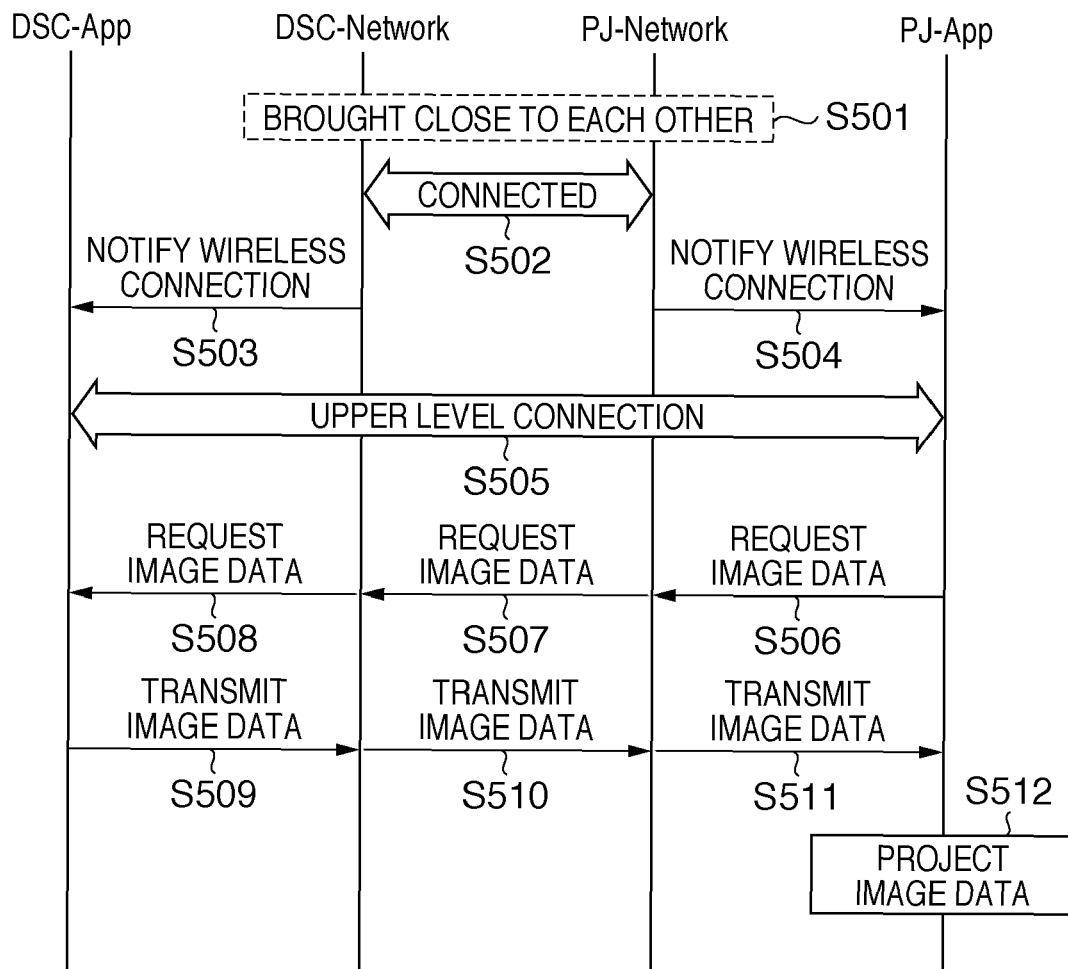 DSC-App DSC-Network PJ-Network PJ-App
BROUGHT CLOSE TO EACH OTHER S501
CONNECTED
S502
NOTIFY WIRELESS
CONNECTION
S503
NOTIFY WIRELESS
CONNECTION
S504
UPPER LEVEL CONNECTION
S505
REQUEST
IMAGE DATA
S508
REQUEST
IMAGE DATA
S507
REQUEST
IMAGE DATA
S506
TRANSMIT
IMAGE DATA
S509
TRANSMIT
IMAGE DATA
S510
TRANSMIT
IMAGE DATA
S511
S512
PROJECT
IMAGE DATA